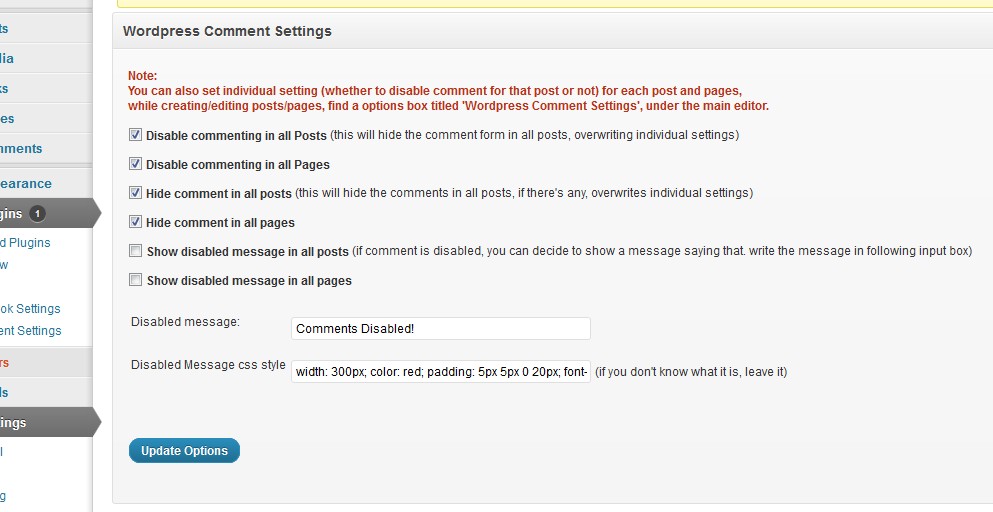 Wordpress Comment Settings
Note:
You can also set individual setting (whether to disable comment for that post or not) for each post and pages,
while creating/editing posts/pages, find a options box titled 'Wordpress Comment Settings', under the main editor.
Disable commenting in all Posts (this will hide the comment form in all posts, overwriting individual settings)
Disable commenting in all Pages
Hide comment in all posts (this will hide the comments in all posts, if there's any, overwrites individual settings)
Hide comment in all pages
Show disabled message in all posts (if comment is disabled, you can decide to show a message saying that. write the message in following input box)
Show disabled message in all pages
Disabled message: Comments Disabled!
Disabled Message css style width: 300px; color: red; padding: 5px 5px 0 20px; font- (if you don't know what it is, leave it)
Update Options
ts
dia
ks
es
mments
earance
gins 1
d Plugins
w
ok Settings
ent Settings
rs
ls
ings
l
g